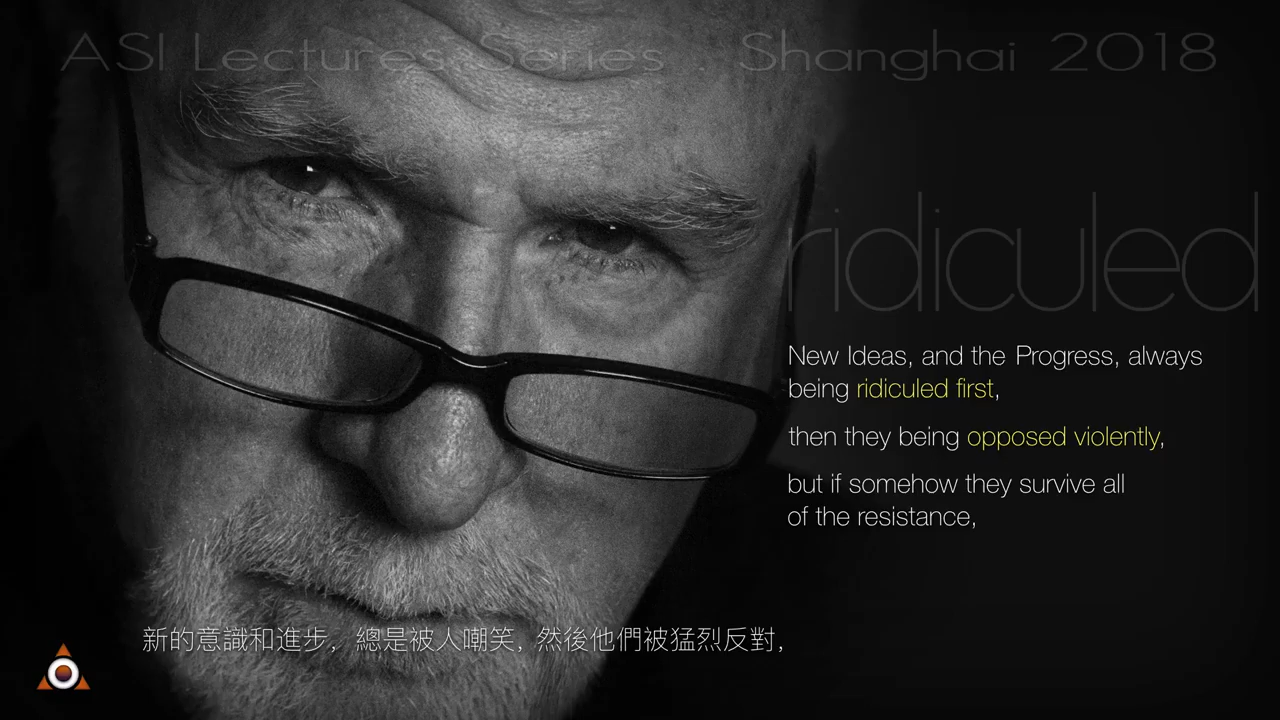 ASI Lectures Series . Shanghai 2018
ridiculed
New Ideas, and the Progress, always
being ridiculed first,
then they being opposed violently,
but if somehow they survive all
of the resistance,
新的意識和進步, 總是被人嘲笑, 然後他們被猛烈反對,